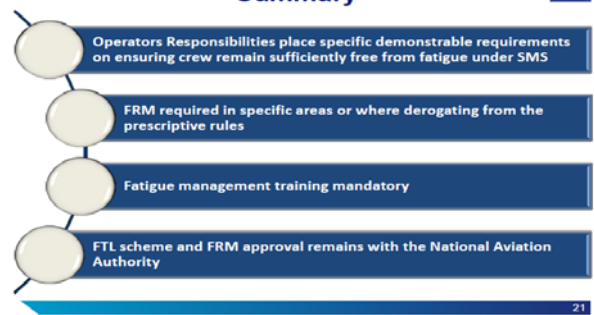 Summary
Operators Responsibilities place specific demonstrable requirements
on ensuring crew remain sufficiently free from fatigue under SMS
FRM required in specific areas or where derogating from the
prescriptive rules
Fatigue management training mandatory
FTL scheme and FRM approval remains with the National Aviation
Authority
21